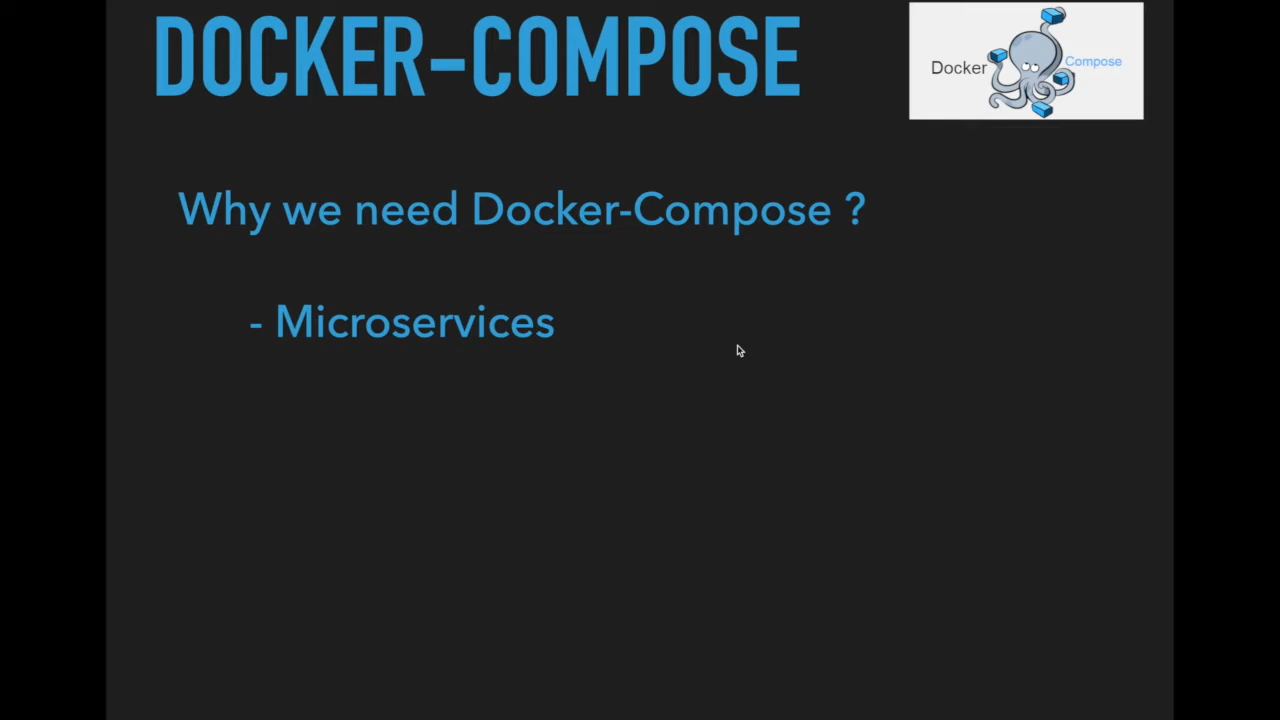 DOCKER-COMPOSE
Docker Compose
Why we need Docker-Compose ?
- Microservices